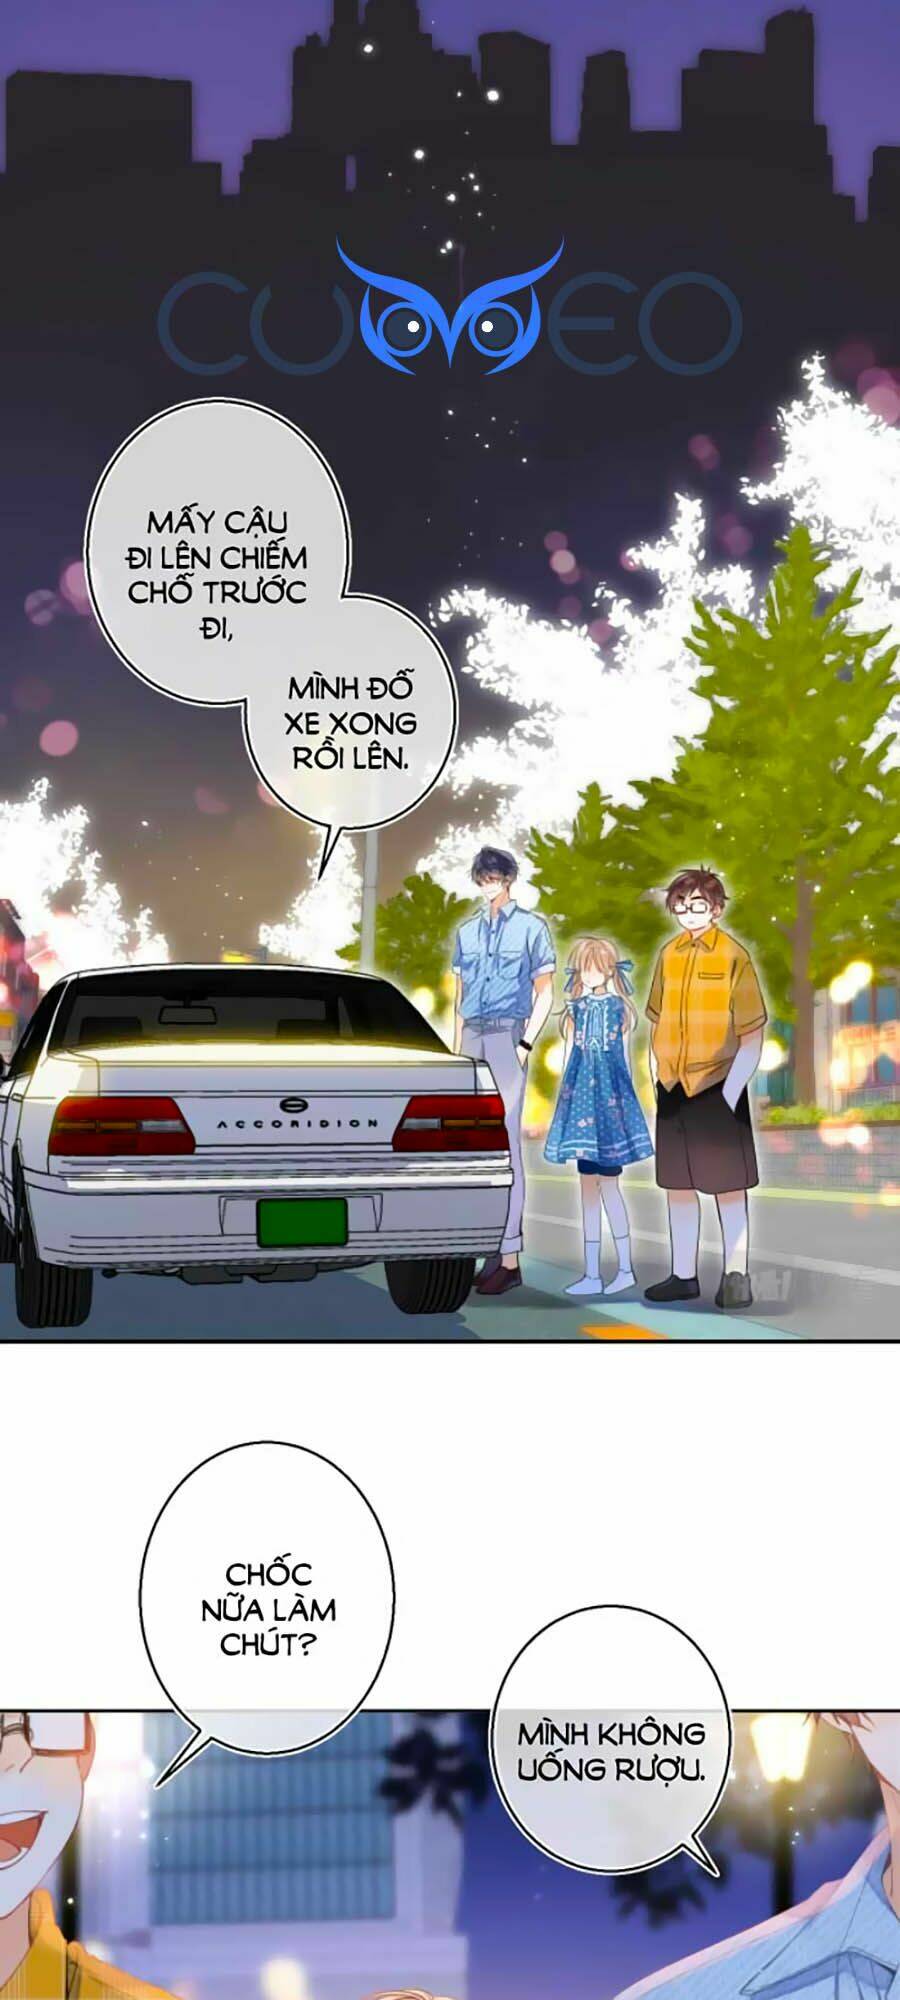 CUVEO
MẤY CẬU
ĐI LÊN CHIẾM
CHỖ TRƯỚC
ĐI,
MÌNH ĐỖ
XE XONG
RỒI LÊN.
ACCORIDION
CHỐC
NỮA LÀM
CHÚT?
MÌNH KHÔNG
UỐNG RƯỢU.